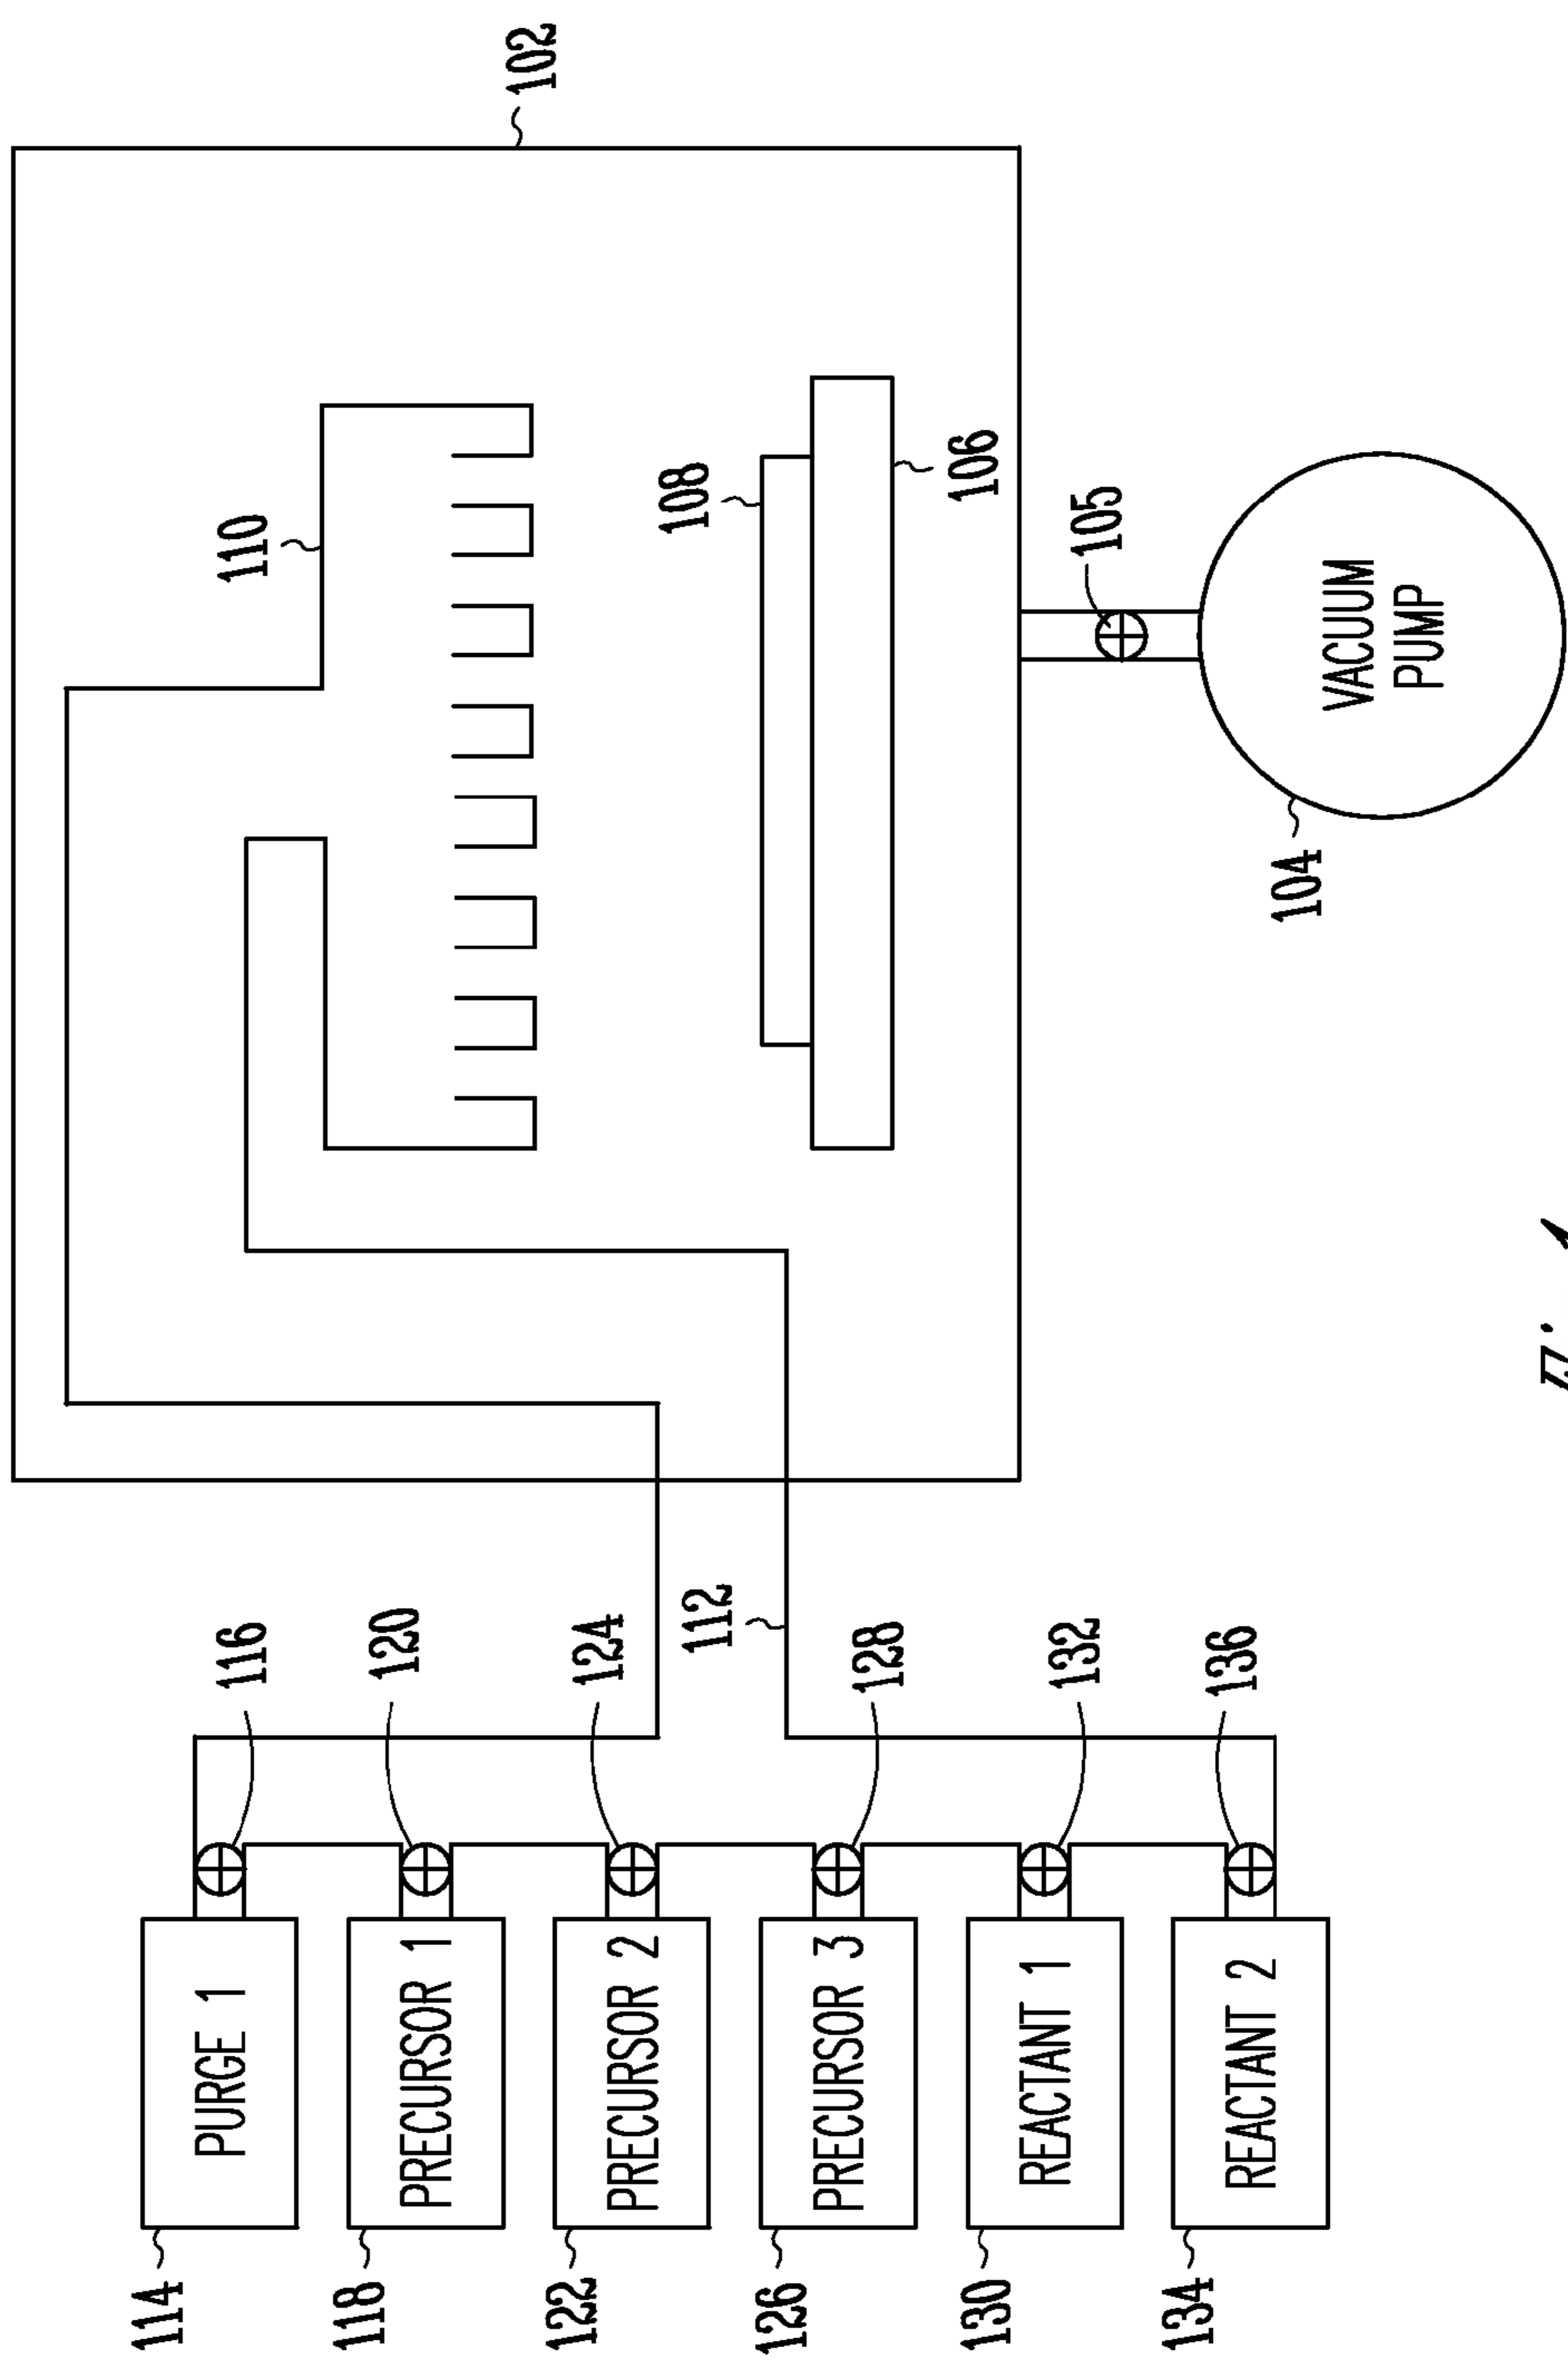 114
PURGE 1
116
118
PRECURSOR 1
120
122
PRECURSOR 2
124
112
126
PRECURSOR 3
128
130
REACTANT 1
132
134
REACTANT 2
136
102
110
108
106
105
104
VACUUM
PUMP